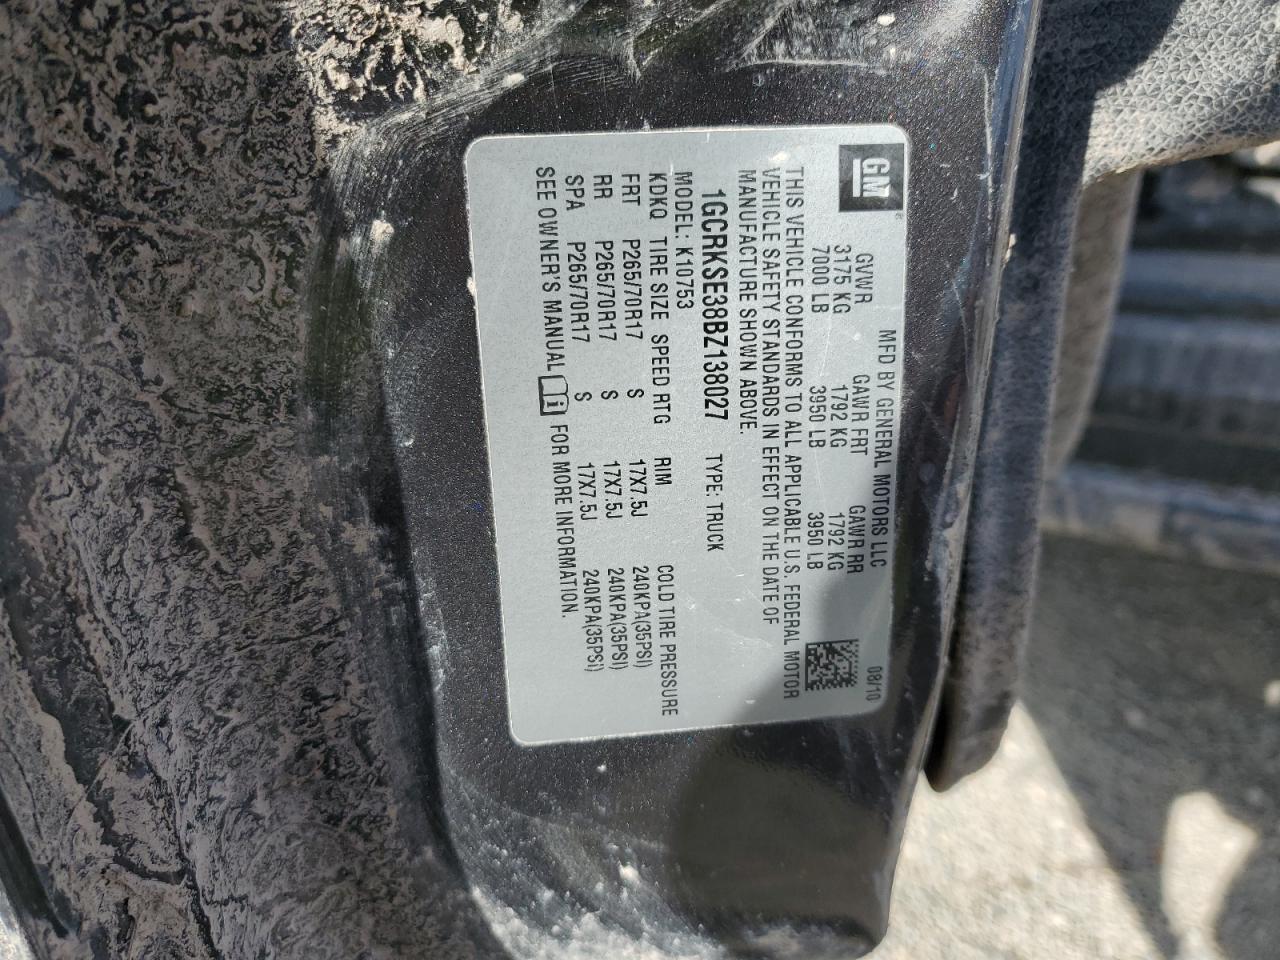 GM®
MFD BY GENERAL MOTORS LLC 08/10
GVWR GAWR FRT GAWR RR
3175 KG 1792 KG 1792 KG
7000 LB 3950 LB 3950 LB
THIS VEHICLE CONFORMS TO ALL APPLICABLE U.S. FEDERAL MOTOR
VEHICLE SAFETY STANDARDS IN EFFECT ON THE DATE OF
MANUFACTURE SHOWN ABOVE.
1GCRKSE38BZ138027 TYPE: TRUCK
MODEL: K10753
KDKQ TIRE SIZE SPEED RTG RIM COLD TIRE PRESSURE
FRT P265/70R17 S 17X7.5J 240KPA(35PSI)
RR P265/70R17 S 17X7.5J 240KPA(35PSI)
SPA P265/70R17 S 17X7.5J 240KPA(35PSI)
SEE OWNER'S MANUAL i FOR MORE INFORMATION.